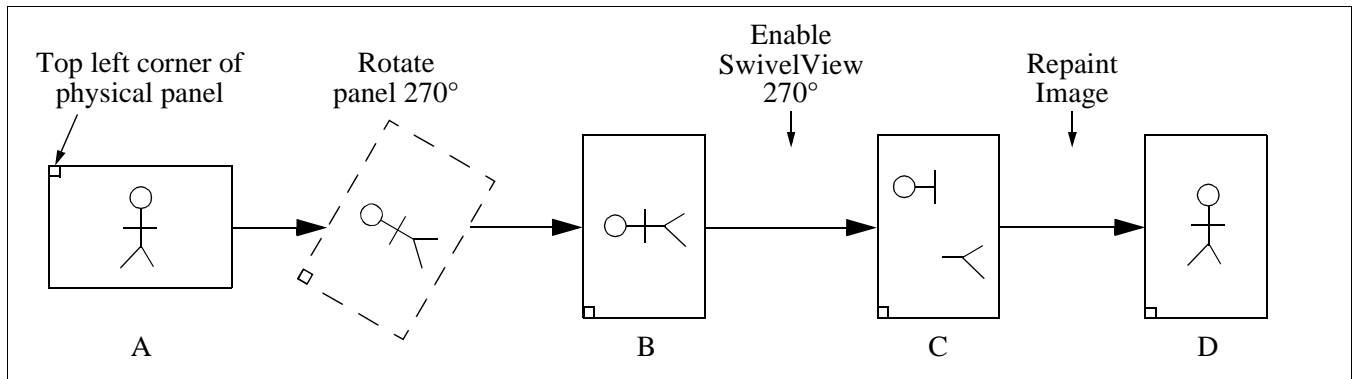 Top left corner of
physical panel
Rotate
panel 270°
Enable
SwivelView
270°
Repaint
Image
A
B
C
D